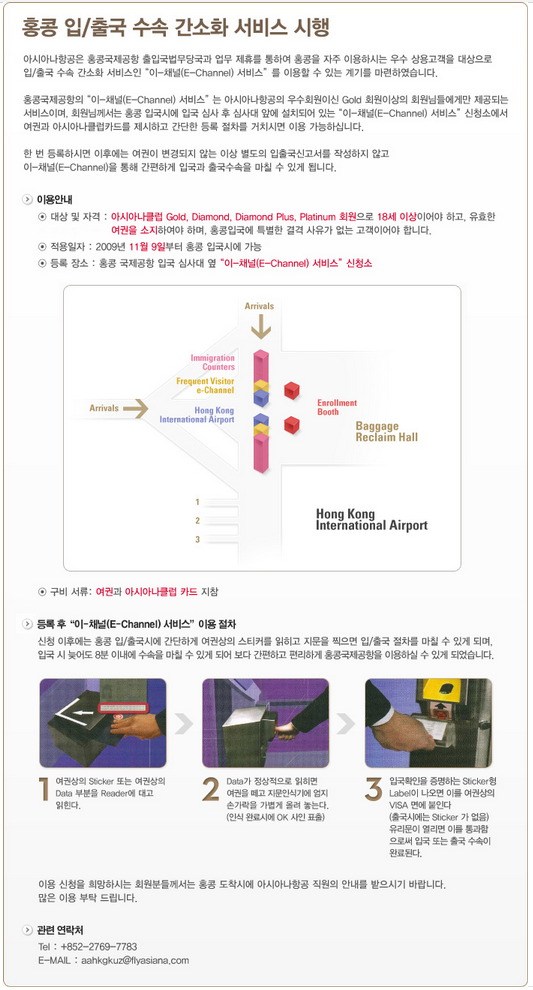 홍콩 입/출국 수속 간소화 서비스 시행
아시아나항공은 홍콩국제공항 출입국법무당국과 업무 제휴를 통하여 홍콩을 자주 이용하시는 우수 상용고객을 대상으로
입/출국 수속 간소화 서비스인 "이-채널(E-Channel) 서비스" 를 이용할 수 있는 계기를 마련하였습니다.
홍콩국제공항의 "이-채널(E-Channel) 서비스" 는 아시아나항공의 우수회원이신 Gold 회원이상의 회원님들에게만 제공되는
서비스이며, 회원님께서는 홍콩 입국시에 입국 심사 후 심사대 앞에 설치되어 있는 "이-채널(E-Channel) 서비스" 신청소에서
여권과 아시아나클럽카드를 제시하고 간단한 등록 절차를 거치시면 이용 가능하십니다.
한 번 등록하시면 이후에는 여권이 변경되지 않는 이상 별도의 입출국신고서를 작성하지 않고
이-채널(E-Channel)을 통해 간편하게 입국과 출국수속을 마칠 수 있게 됩니다.
이용안내
대상 및 자격 : 아시아나클럽 Gold, Diamond, Diamond Plus, Platinum 회원으로 18세 이상이어야 하고, 유효한
여권을 소지하여야 하며, 홍콩입국에 특별한 결격 사유가 없는 고객이어야 합니다.
적용일자 : 2009년 11월 9일부터 홍콩 입국시에 가능
등록 장소 : 홍콩 국제공항 입국 심사대 옆 "이-채널(E-Channel) 서비스" 신청소
Arrivals
Immigration
Counters
Frequent Visitor
e-Channel
Enrollment
Booth
Arrivals
Hong Kong
International Airport
Baggage
Reclaim Hall
1
2
3
Hong Kong
International Airport
구비 서류: 여권과 아시아나클럽 카드 지참
등록 후 "이-채널(E-Channel) 서비스" 이용 절차
신청 이후에는 홍콩 입/출국시에 간단하게 여권상의 스티커를 읽히고 지문을 찍으면 입/출국 절차를 마칠 수 있게 되며,
입국 시 늦어도 8분 이내에 수속을 마칠 수 있게 되어 보다 간편하고 편리하게 홍콩국제공항을 이용하실 수 있게 되었습니다.
1 여권상의 Sticker 또는 여권상의
Data 부분을 Reader에 대고
읽힌다.
2 Data가 정상적으로 읽히면
여권을 떼고 지문인식기에 엄지
손가락을 가볍게 올려 놓는다.
(인식 완료시에 OK 사인 표출)
3 입국확인을 증명하는 Sticker형
Label이 나오면 이를 여권상의
VISA 면에 붙인다
(출국시에는 Sticker 가 없음)
유리문이 열리면 이를 통과함
으로써 입국 또는 출국 수속이
완료된다.
이용 신청을 희망하시는 회원분들께서는 홍콩 도착시에 아시아나항공 직원의 안내를 받으시기 바랍니다.
많은 이용 부탁 드립니다.
관련 연락처
Tel : +852-2769-7783
E-MAIL : aahkgkuz@flyasiana.com